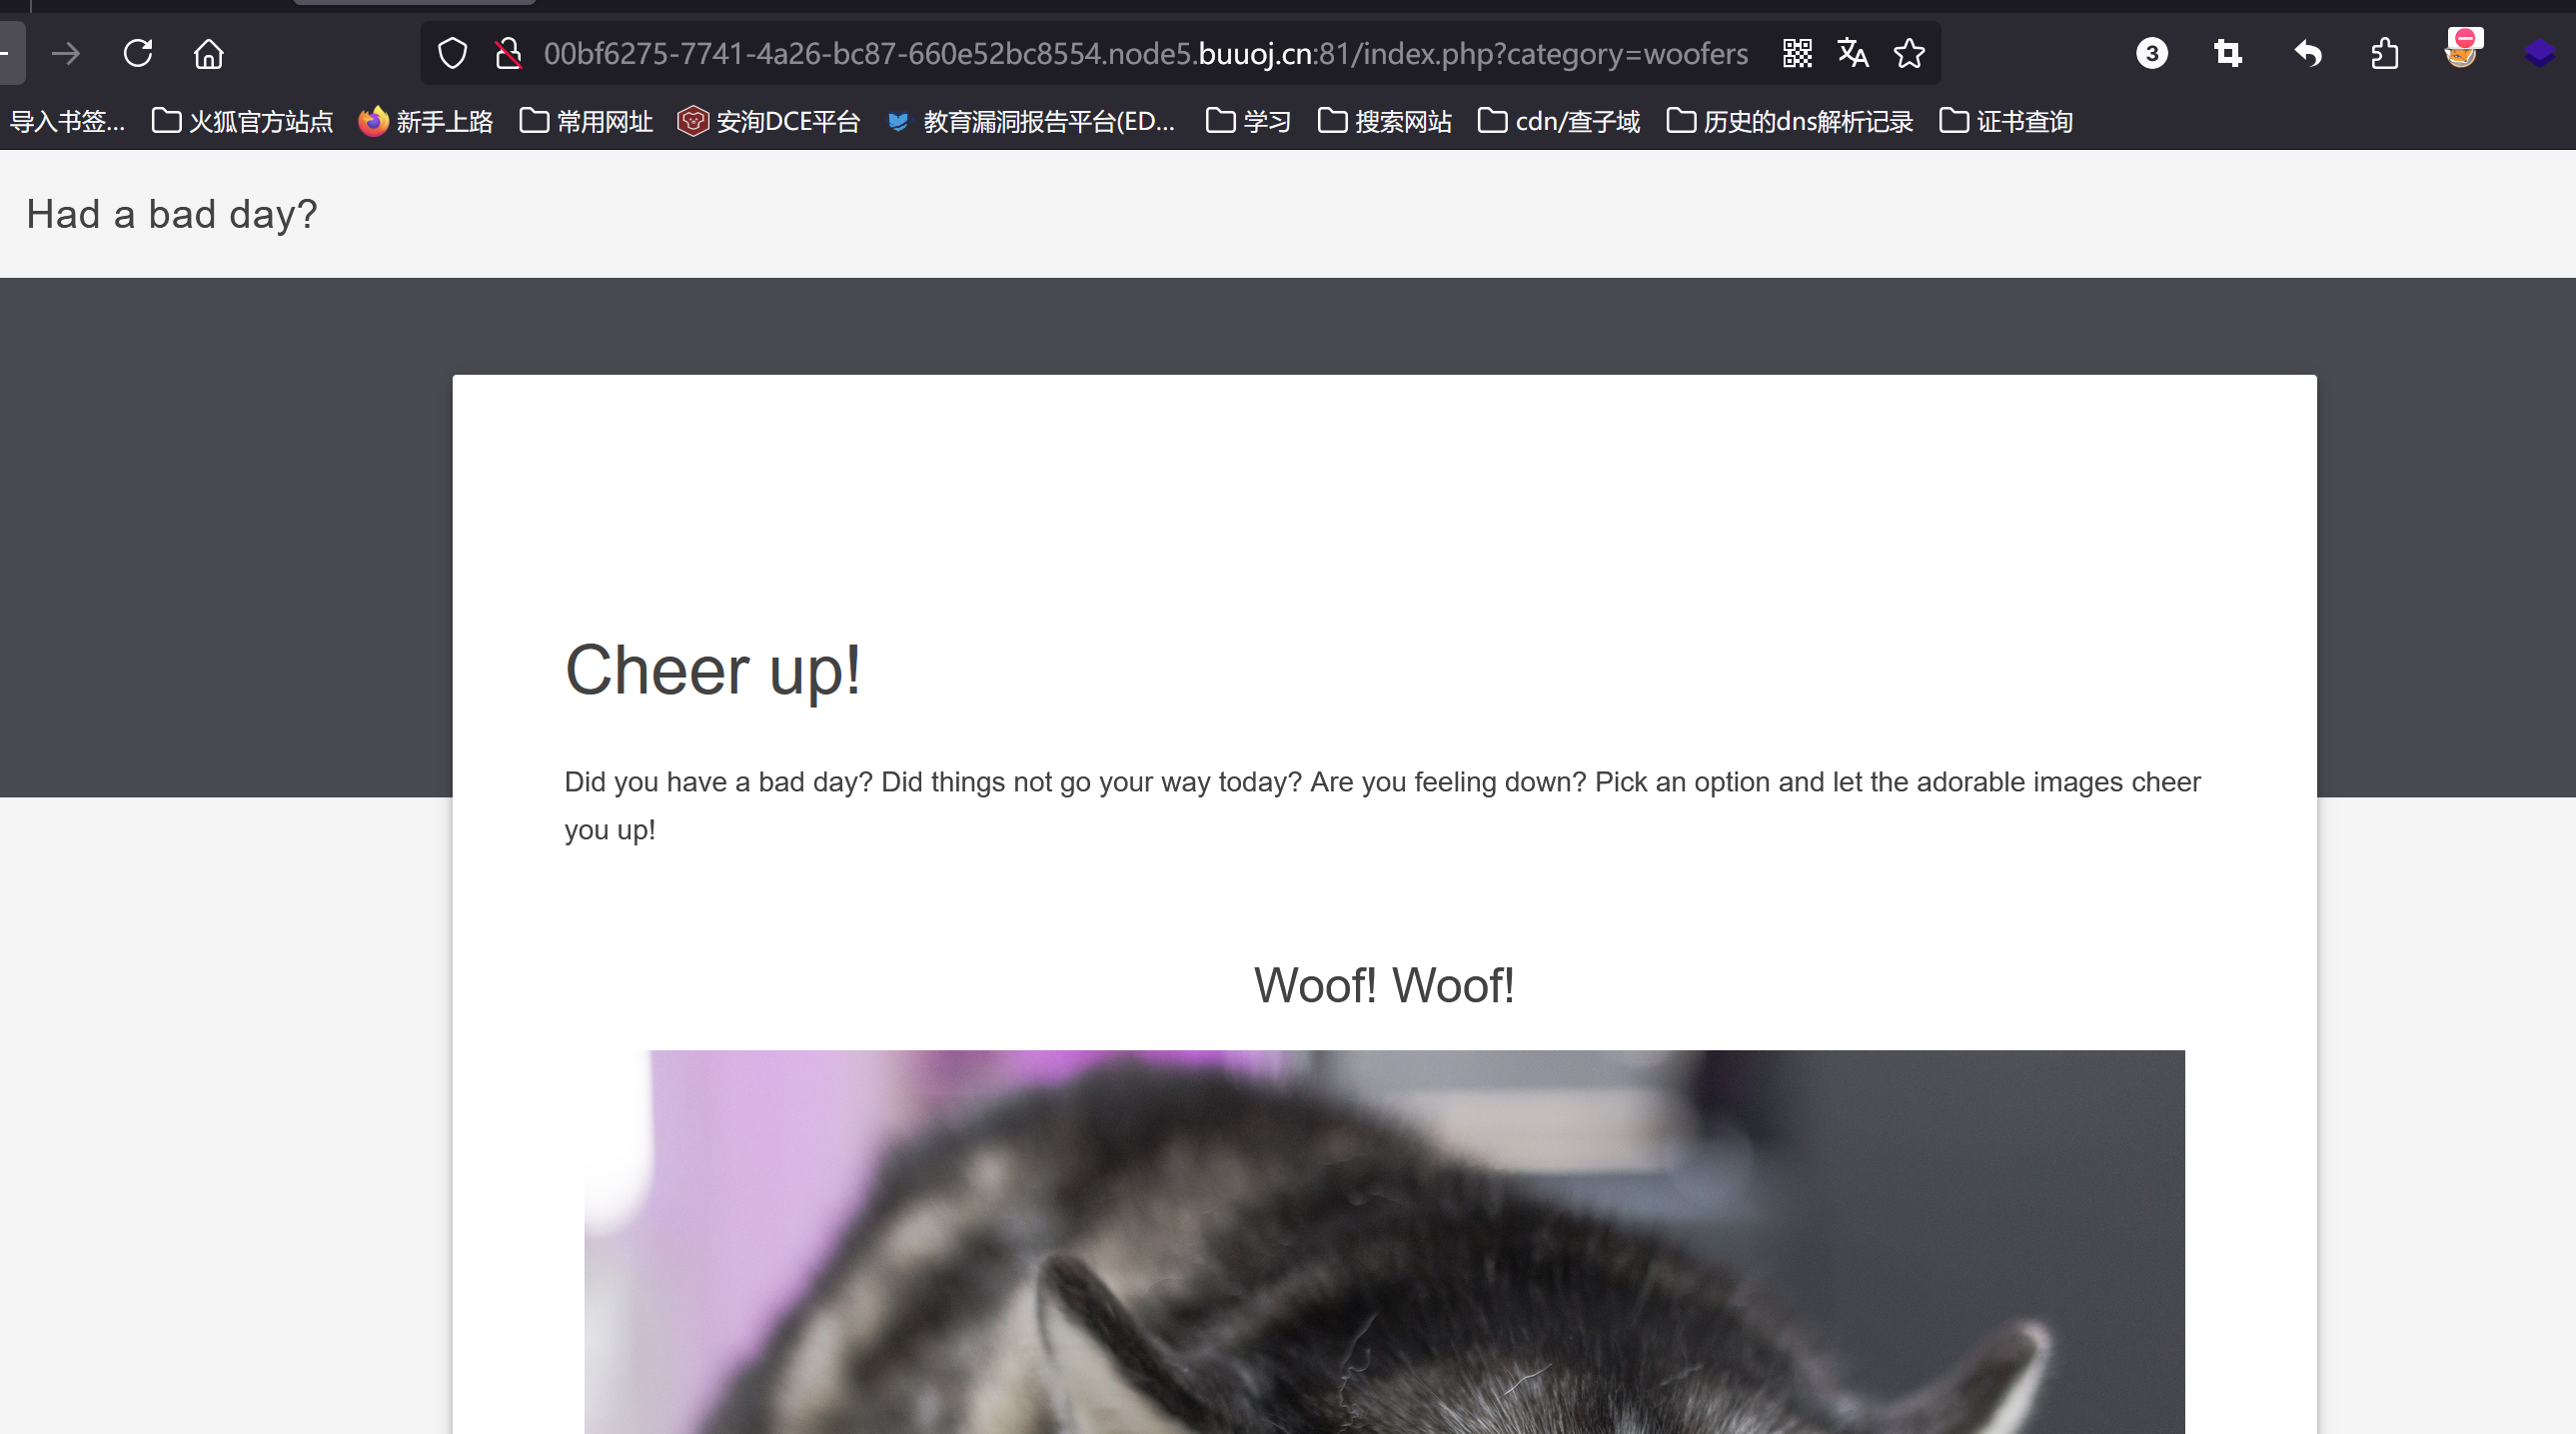 00bf6275-7741-4a26-bc87-660e52bc8554.node5.buuoj.cn:81/index.php?category=woofers
3
导入书签... 火狐官方站点 新手上路 常用网址 安洵DCE平台 教育漏洞报告平台(ED... 学习 搜索网站 cdn/查子域 历史的dns解析记录 证书查询
Had a bad day?
Cheer up!
Did you have a bad day? Did things not go your way today? Are you feeling down? Pick an option and let the adorable images cheer
you up!
Woof! Woof!